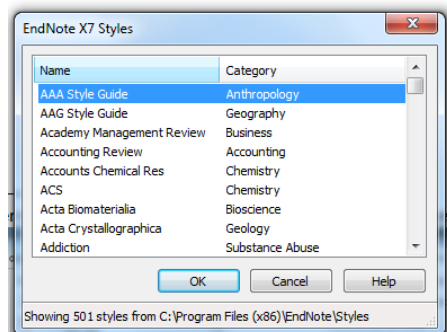 EndNote X7 Styles
Name Category
AAA Style Guide Anthropology
AAG Style Guide Geography
Academy Management Review Business
Accounting Review Accounting
Accounts Chemical Res Chemistry
ACS Chemistry
Acta Biomaterialia Bioscience
Acta Crystallographica Geology
Addiction Substance Abuse
OK Cancel Help
Showing 501 styles from C:\Program Files (x86)\EndNote\Styles